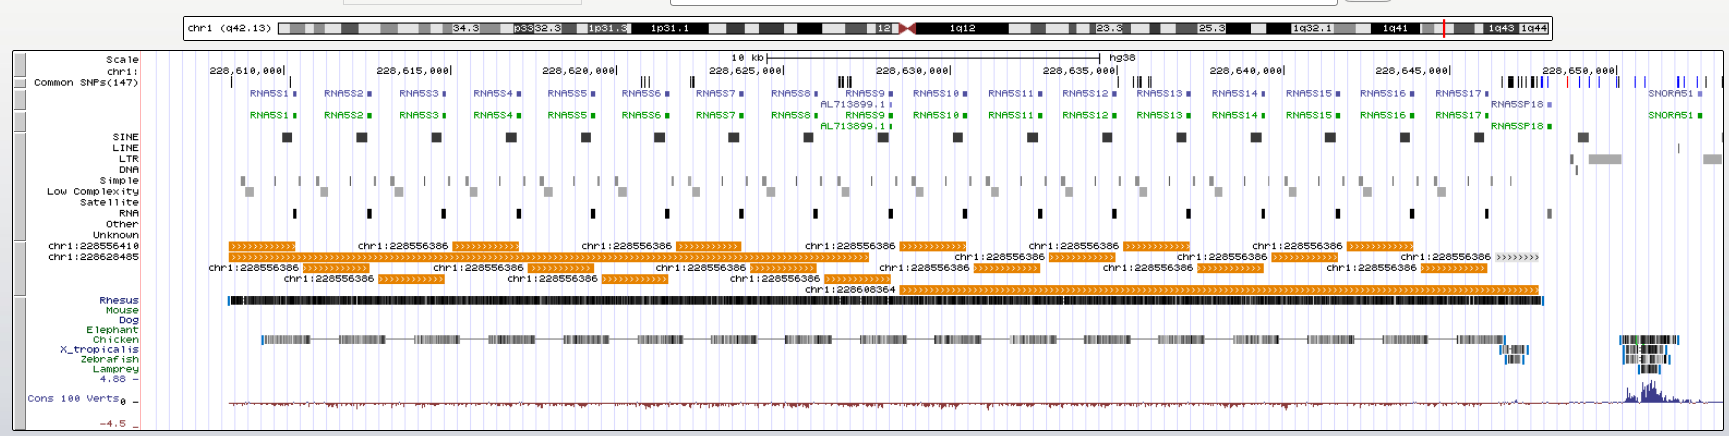 chr1 (q42.13) 34.3 p33 32.3 1p31.3 1p31.1 12 1q12 23.3 25.3 1q32.1 1q41 1q43 1q44
Scale 10 kb hg38
chr1: 228,610,000 228,615,000 228,620,000 228,625,000 228,630,000 228,635,000 228,640,000 228,645,000 228,650,000
Common SNPs(147)
RNA5S1 RNA5S2 RNA5S3 RNA5S4 RNA5S5 RNA5S6 RNA5S7 RNA5S8 RNA5S9 RNA5S10 RNA5S11 RNA5S12 RNA5S13 RNA5S14 RNA5S15 RNA5S16 RNA5S17 SNORA51
AL713899.1 RNA5SP18
RNA5S1 RNA5S2 RNA5S3 RNA5S4 RNA5S5 RNA5S6 RNA5S7 RNA5S8 RNA5S9 RNA5S10 RNA5S11 RNA5S12 RNA5S13 RNA5S14 RNA5S15 RNA5S16 RNA5S17 SNORA51
AL713899.1 RNA5SP18
SINE
LINE
LTR
DNA
Simple
Low Complexity
Satellite
RNA
Other
Unknown
chr1:228556410 chr1:228556386 chr1:228556386 chr1:228556386 chr1:228556386 chr1:228556386
chr1:228628485 chr1:228556386 chr1:228556386 chr1:228556386
chr1:228556386 chr1:228556386 chr1:228556386 chr1:228556386 chr1:228556386 chr1:228556386
chr1:228556386 chr1:228556386 chr1:228556386
chr1:228608364
Rhesus
Mouse
Dog
Elephant
Chicken
X_tropicalis
Zebrafish
Lamprey
4.88 _
Cons 100 Verts 0 _
-4.5 _